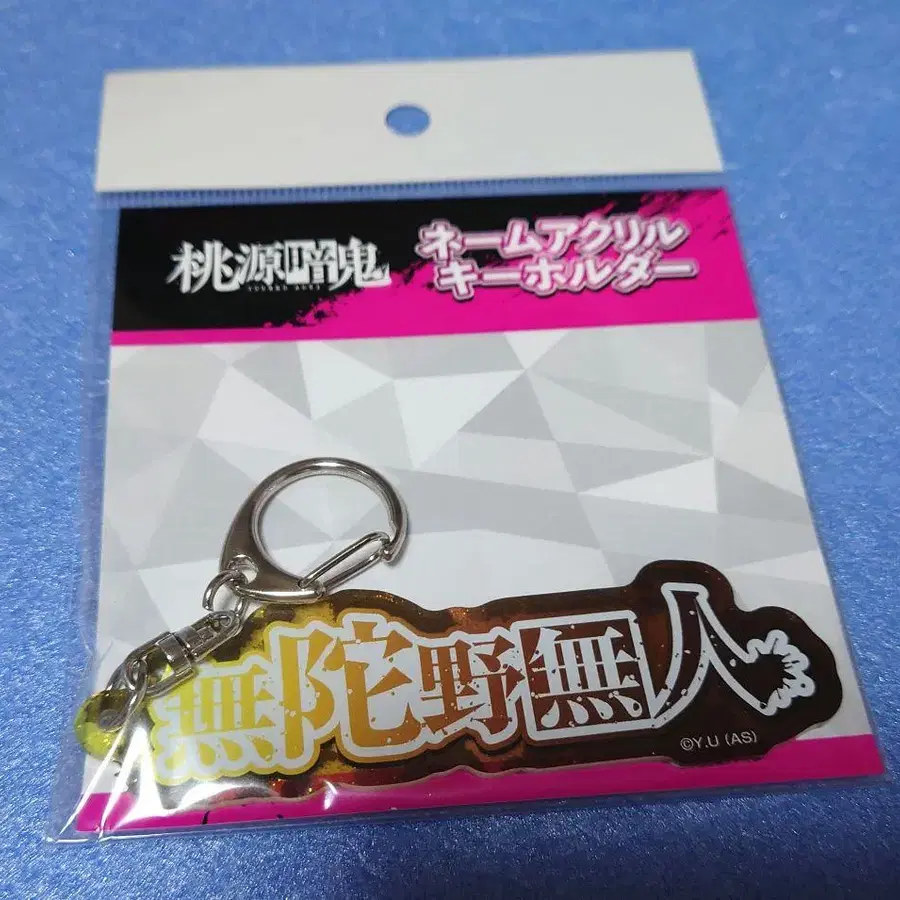 桃源暗鬼
TOUGEN ANKI
ネームアクリル
キーホルダー
無陀野無人
©Y.U (AS)